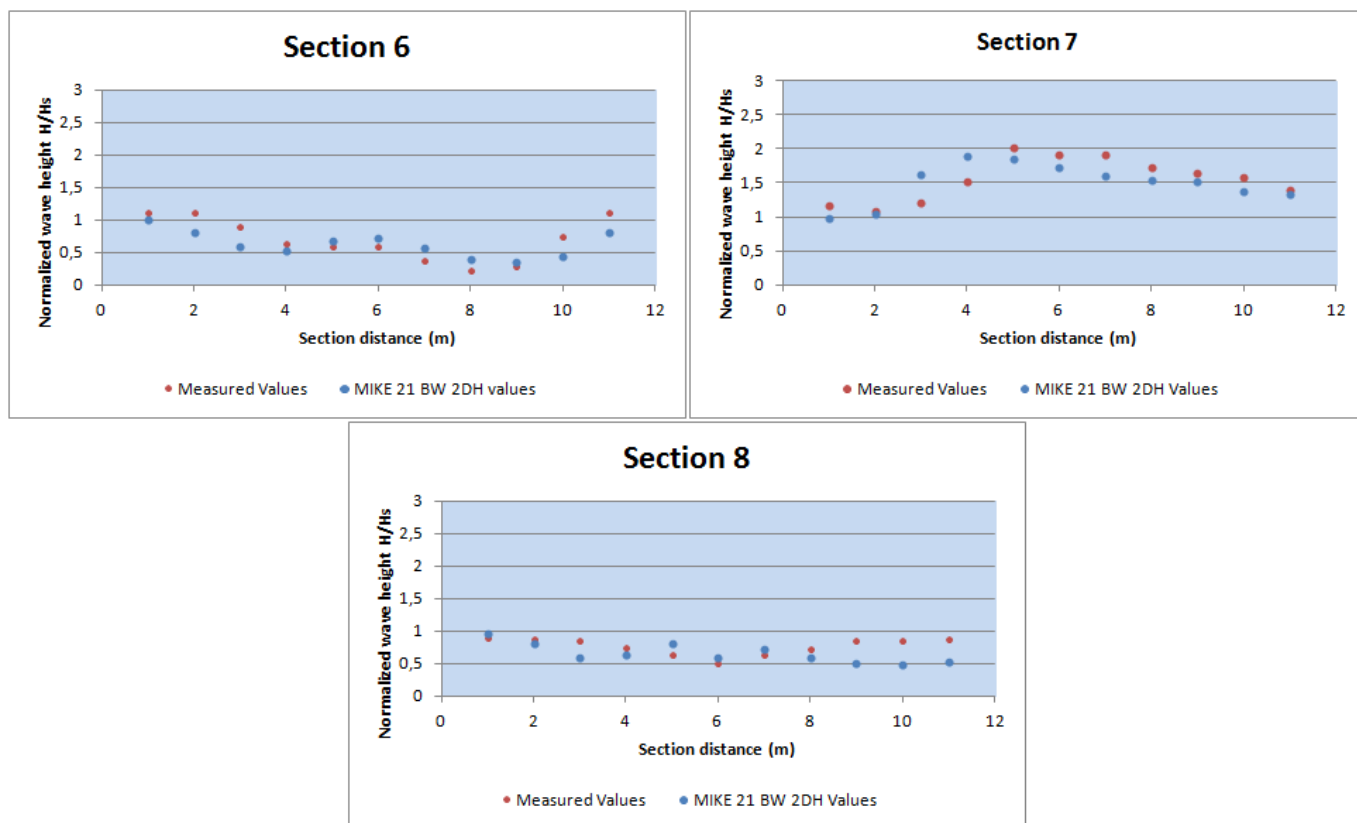 Section 6
Normalized wave height H/Hs
3
2,5
2
1,5
1
0,5
0
0 2 4 6 8 10 12
Section distance (m)
Measured Values MIKE 21 BW 2DH values
Section 7
Normalized wave height H/Hs
3
2,5
2
1,5
1
0,5
0
0 2 4 6 8 10 12
Section distance (m)
Measured Values MIKE 21 BW 2DH Values
Section 8
Normalized wave height H/Hs
3
2,5
2
1,5
1
0,5
0
0 2 4 6 8 10 12
Section distance (m)
Measured Values MIKE 21 BW 2DH Values